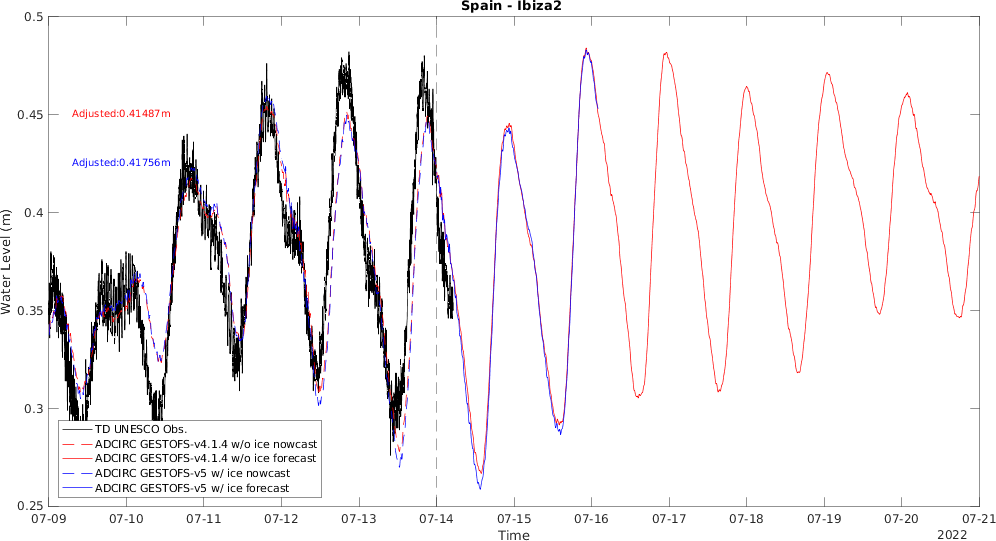 Spain - Ibiza2
0.5
0.45
0.4
0.35
0.3
0.25
Water Level (m)
Adjusted:0.41487m
Adjusted:0.41756m
TD UNESCO Obs.
ADCIRC GESTOFS-v4.1.4 w/o ice nowcast
ADCIRC GESTOFS-v4.1.4 w/o ice forecast
ADCIRC GESTOFS-v5 w/ ice nowcast
ADCIRC GESTOFS-v5 w/ ice forecast
07-09 07-10 07-11 07-12 07-13 07-14 07-15 07-16 07-17 07-18 07-19 07-20 07-21
Time
2022